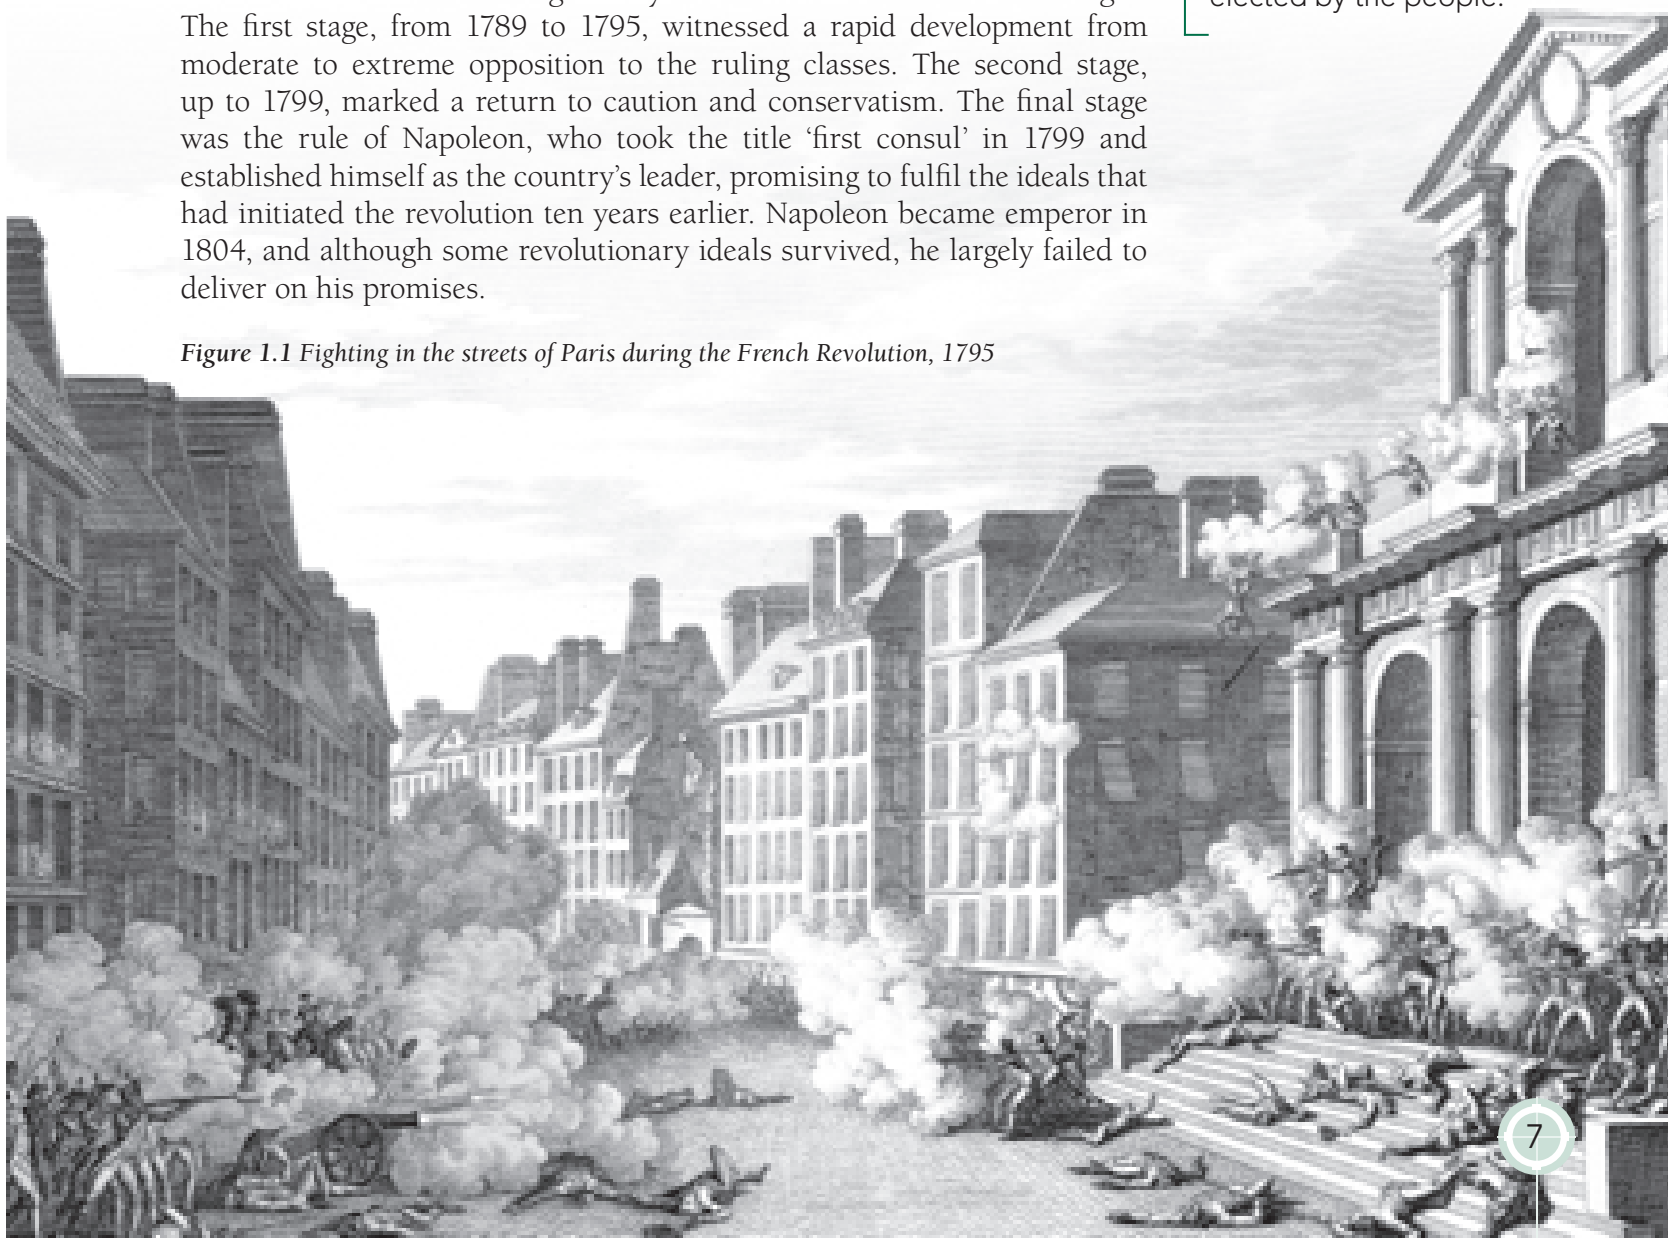 The first stage, from 1789 to 1795, witnessed a rapid development from
moderate to extreme opposition to the ruling classes. The second stage,
up to 1799, marked a return to caution and conservatism. The final stage
was the rule of Napoleon, who took the title ‘first consul’ in 1799 and
established himself as the country’s leader, promising to fulfil the ideals that
had initiated the revolution ten years earlier. Napoleon became emperor in
1804, and although some revolutionary ideals survived, he largely failed to
deliver on his promises.
elected by the people.
Figure 1.1 Fighting in the streets of Paris during the French Revolution, 1795
7